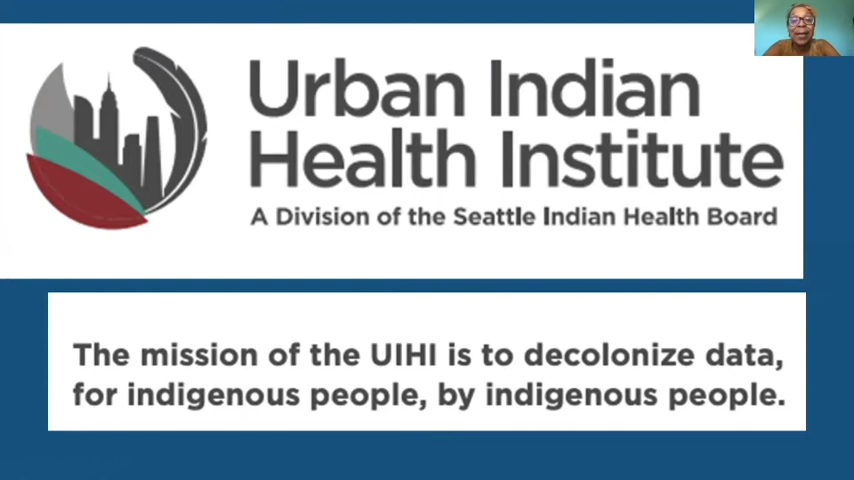 Urban Indian
Health Institute
A Division of the Seattle Indian Health Board
The mission of the UIHI is to decolonize data,
for indigenous people, by indigenous people.